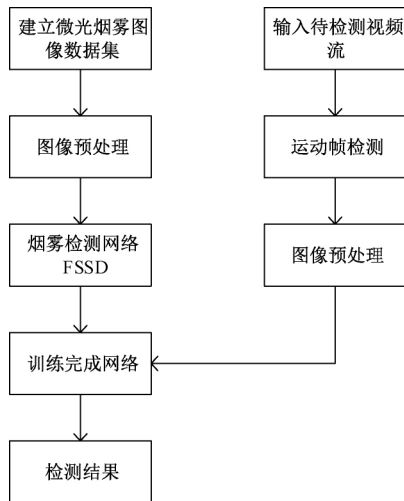 建立微光烟雾图
像数据集
图像预处理
烟雾检测网络
FSSD
训练完成网络
检测结果
输入待检测视频
流
运动帧检测
图像预处理